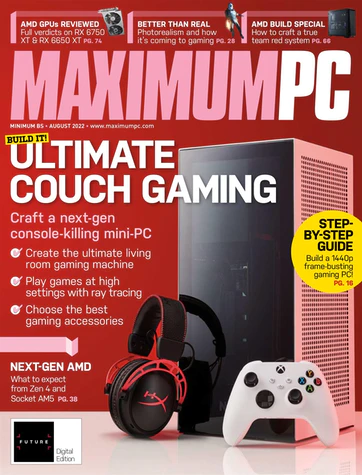 AMD GPUs REVIEWED
Full verdicts on RX 6750
XT & RX 6650 XT PG. 74
BETTER THAN REAL
Photorealism and how
it's coming to gaming PG. 28
AMD BUILD SPECIAL
How to craft a true
team red system PG. 66
MAXIMUMPC
MINIMUM BS • AUGUST 2022 • www.maximumpc.com
BUILD IT!
ULTIMATE
COUCH GAMING
Craft a next-gen
console-killing mini-PC
Create the ultimate living
room gaming machine
Play games at high
settings with ray tracing
Choose the best
gaming accessories
STEP-
BY-STEP
GUIDE
Build a 1440p
frame-busting
gaming PC!
PG. 16
NEXT-GEN AMD
What to expect
from Zen 4 and
Socket AM5 PG. 38
FUTURE
Digital
Edition